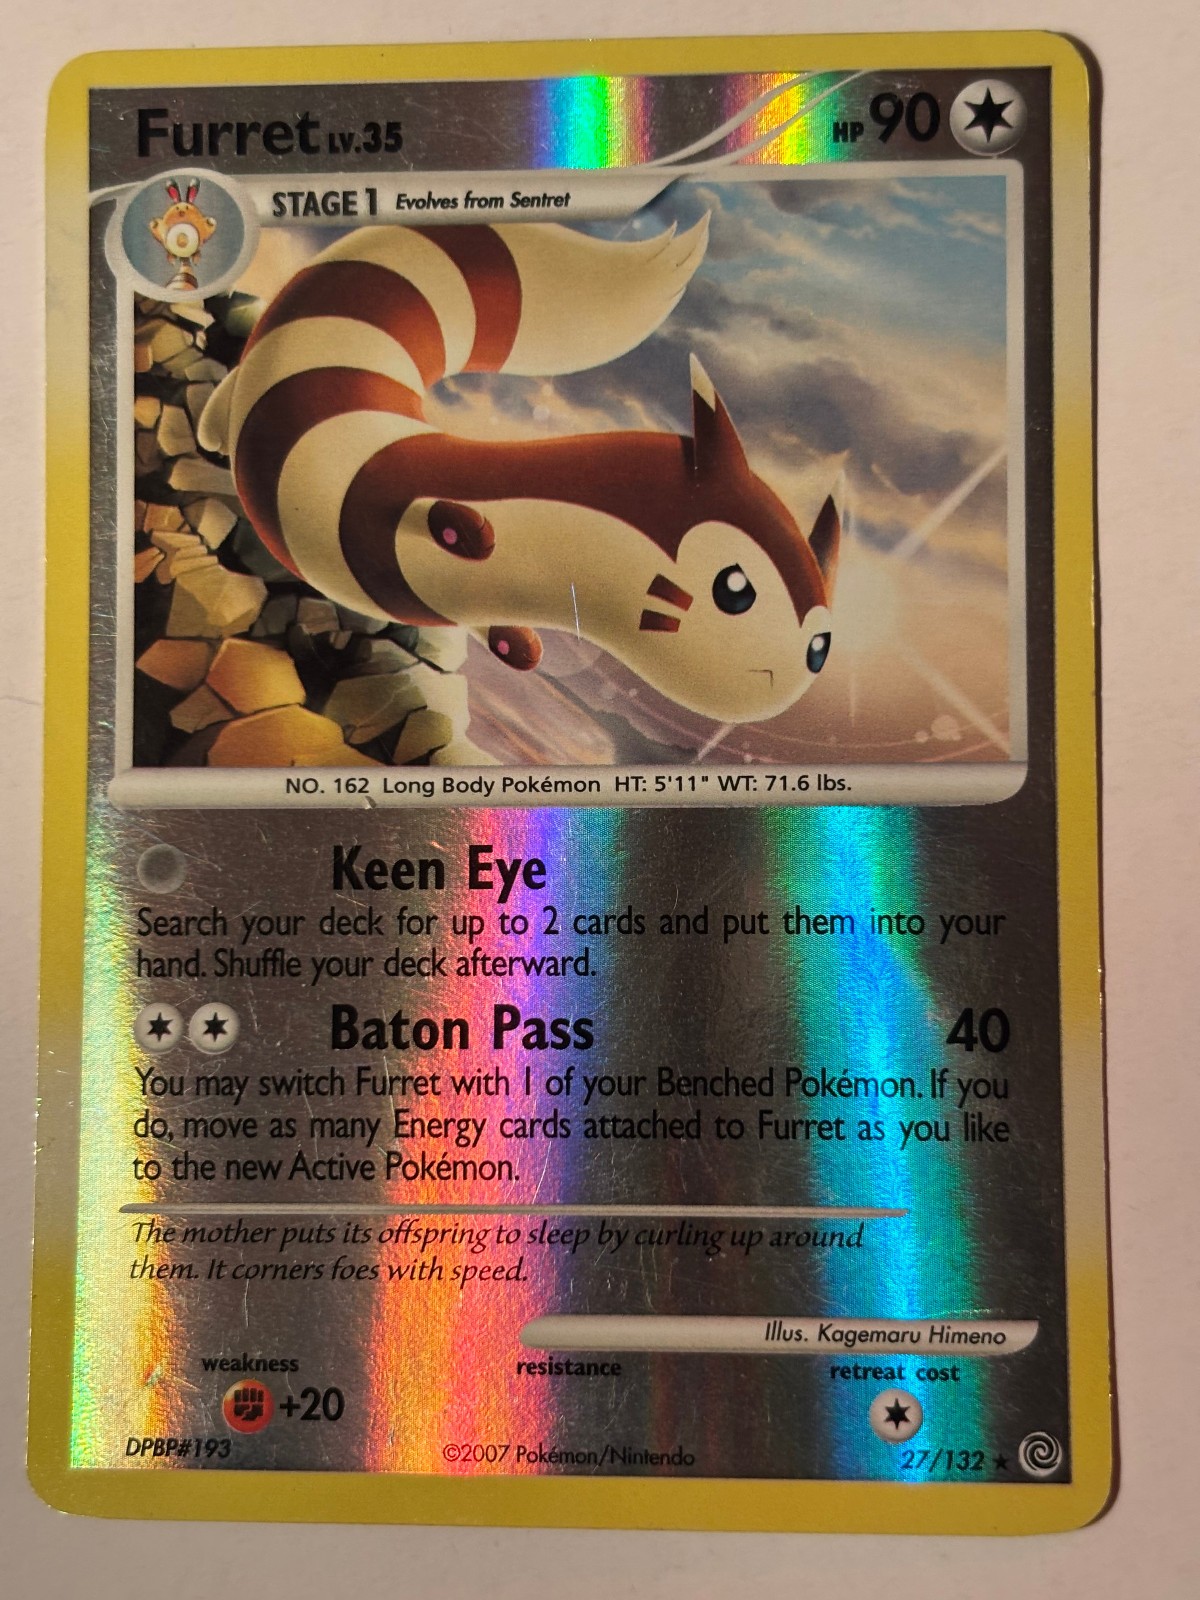 Furret LV.35 HP 90
STAGE 1 Evolves from Sentret
NO. 162 Long Body Pokémon HT: 5'11" WT: 71.6 lbs.
Keen Eye
Search your deck for up to 2 cards and put them into your
hand. Shuffle your deck afterward.
Baton Pass 40
You may switch Furret with 1 of your Benched Pokémon. If you
do, move as many Energy cards attached to Furret as you like
to the new Active Pokémon.
The mother puts its offspring to sleep by curling up around
them. It corners foes with speed.
Illus. Kagemaru Himeno
weakness resistance retreat cost
+20
DPBP#193 ©2007 Pokémon/Nintendo 27/132